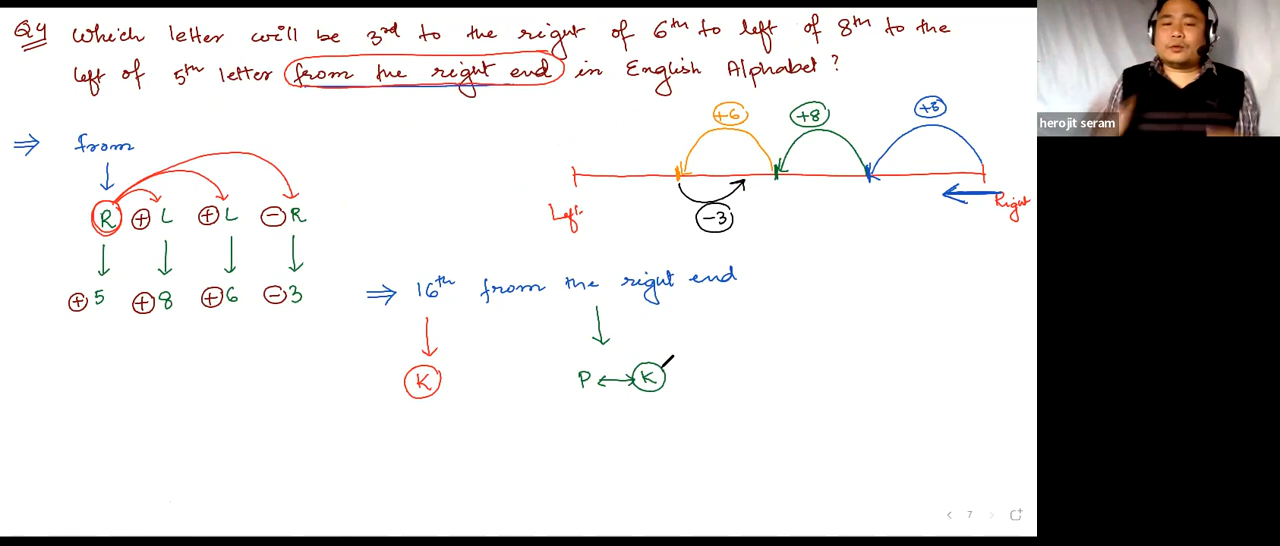 Q4 Which letter will be 3rd to the right of 6th to left of 8th to the
left of 5th letter from the right end in English Alphabet ?
⇒ from
R + L + L - R
+5 +8 +6 -3
+6 +8 +5
Left Right
-3
⇒ 16th from the right end
K P ↔ K
herojit seram
< 7 >